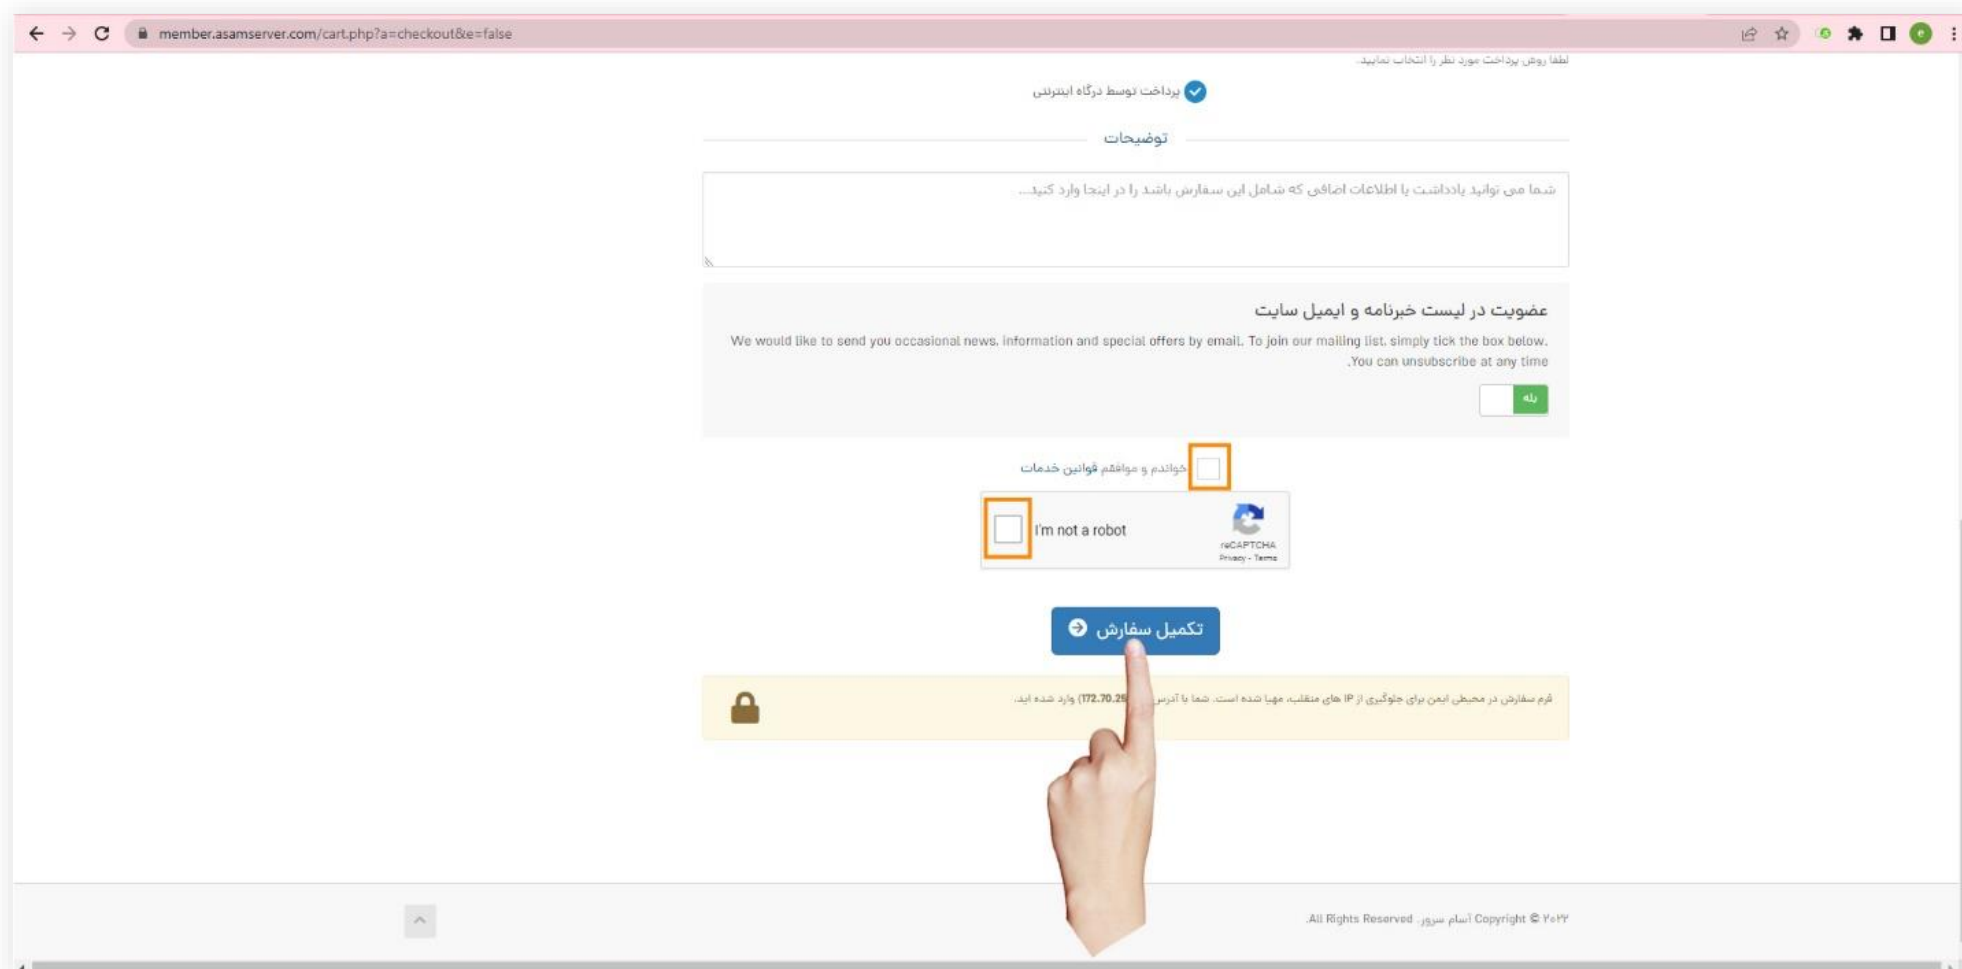 member.asamserver.com/cart.php?a=checkout&e=false
لطفا روش پرداخت مورد نظر را انتخاب نمایید.
پرداخت توسط درگاه اینترنتی
توضیحات
شما می توانید یادداشت یا اطلاعات اضافی که شامل این سفارش باشد را در اینجا وارد کنید...
عضویت در لیست خبرنامه و ایمیل سایت
We would like to send you occasional news, information and special offers by email. To join our mailing list, simply tick the box below.
.You can unsubscribe at any time
بله
خواندم و موافقم قوانین خدمات
I'm not a robot
reCAPTCHA
Privacy - Terms
تکمیل سفارش
فرم سفارش در محیطی ایمن برای جلوگیری از IP های متقلب، مهیا شده است. شما با آدرس 172.70.25) وارد شده اید.
Copyright © ۲۰۲۲ آسام سرور. All Rights Reserved.